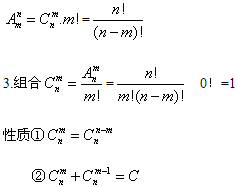 A_m^n = C_n^m.m! = n!/(n-m)!
3.组合 C_n^m = A_n^m/m! = n!/m!(n-m)! 0! =1
性质① C_n^m = C_n^{n-m}
② C_n^m + C_n^{m-1} = C